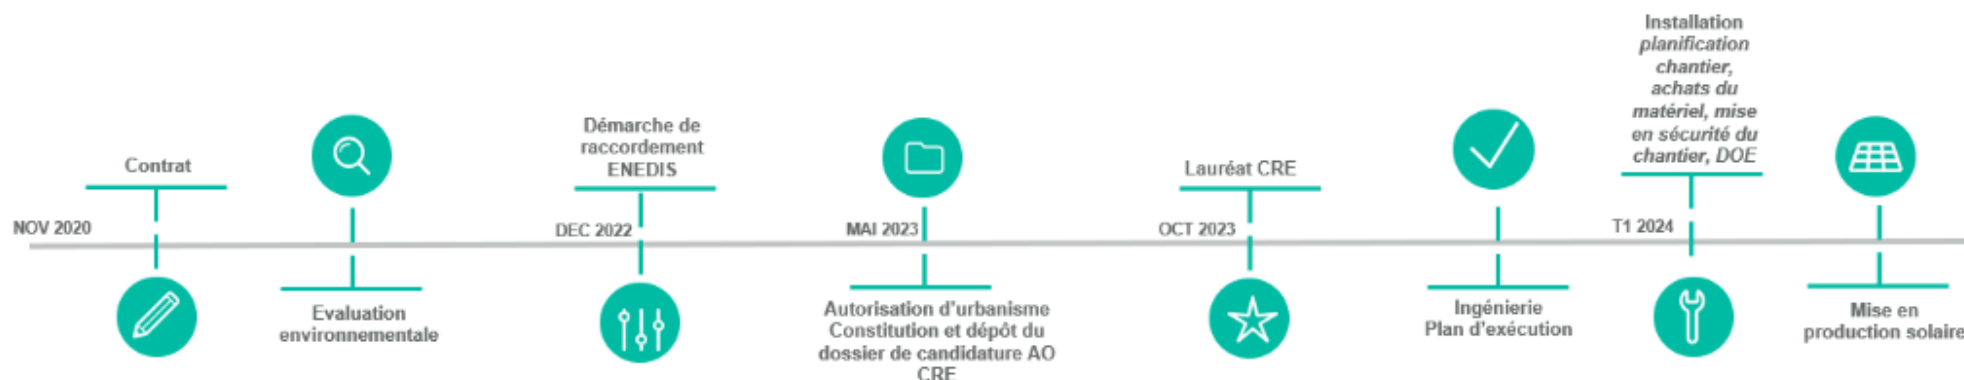 NOV 2020
Contrat
Evaluation
environnementale
DEC 2022
Démarche de
raccordement
ENEDIS
MAI 2023
Autorisation d'urbanisme
Constitution et dépôt du
dossier de candidature AO
CRE
OCT 2023
Lauréat CRE
Ingénierie
Plan d'exécution
T1 2024
Installation
planification
chantier,
achats du
matériel, mise
en sécurité du
chantier, DOE
Mise en
production solaire